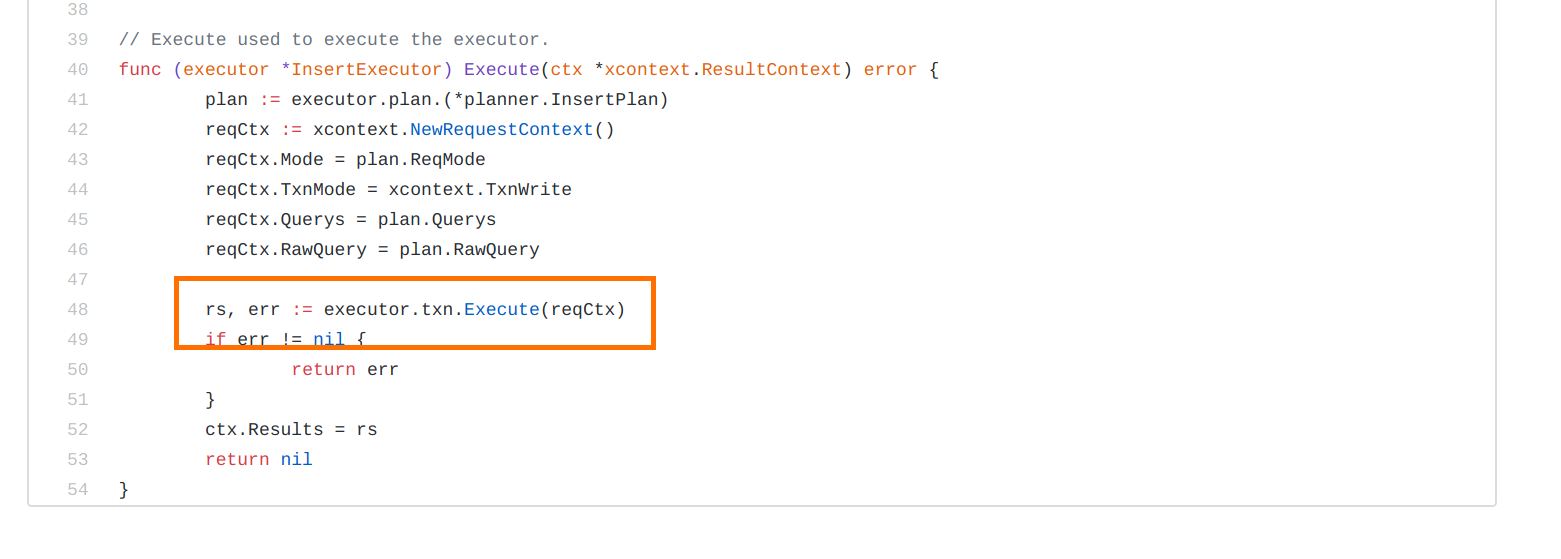 38
39 // Execute used to execute the executor.
40 func (executor *InsertExecutor) Execute(ctx *xcontext.ResultContext) error {
41 plan := executor.plan.(*planner.InsertPlan)
42 reqCtx := xcontext.NewRequestContext()
43 reqCtx.Mode = plan.ReqMode
44 reqCtx.TxnMode = xcontext.TxnWrite
45 reqCtx.Querys = plan.Querys
46 reqCtx.RawQuery = plan.RawQuery
47
48 rs, err := executor.txn.Execute(reqCtx)
49 if err != nil {
50 return err
51 }
52 ctx.Results = rs
53 return nil
54 }